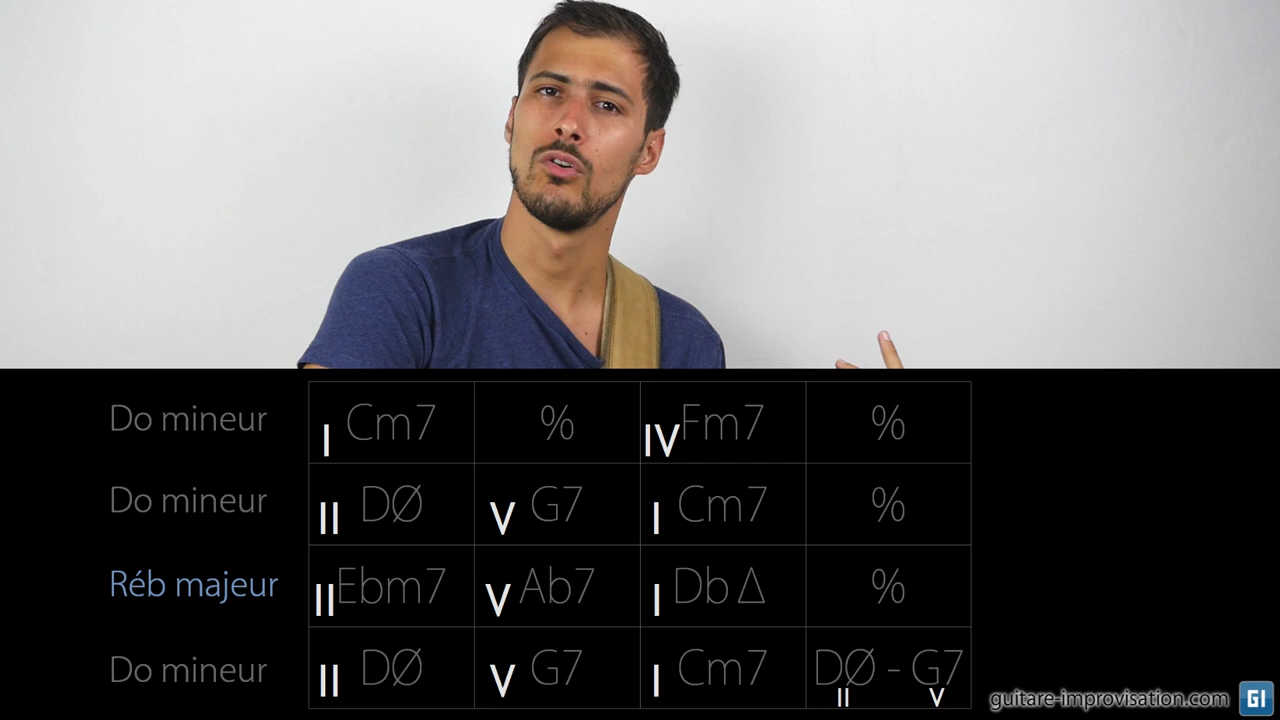 Do mineur I Cm7 % IV Fm7 %
Do mineur II DØ V G7 I Cm7 %
Réb majeur II Ebm7 V Ab7 I Db Δ %
Do mineur II DØ V G7 I Cm7 DØ - G7
II V
guitare-improvisation.com GI